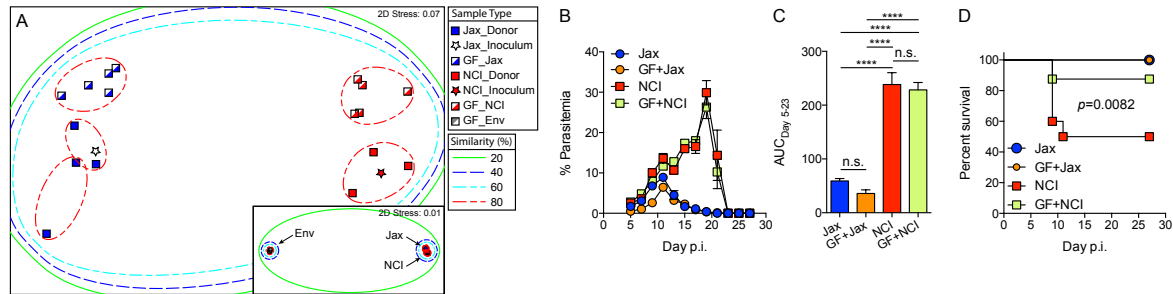 A
2D Stress: 0.07
Sample Type
Jax_Donor
Jax_Inoculum
GF_Jax
NCI_Donor
NCI_Inoculum
GF_NCI
GF_Env
Similarity (%)
20
40
60
80
2D Stress: 0.01
Env
Jax
NCI
B
Jax
GF+Jax
NCI
GF+NCI
% Parasitemia
40
30
20
10
0
0 5 10 15 20 25 30
Day p.i.
C
****
****
****
n.s.
****
n.s.
AUC Day 5-23
300
200
100
0
Jax
GF+Jax
NCI
GF+NCI
D
Percent survival
100
80
60
40
20
0
p=0.0082
Jax
GF+Jax
NCI
GF+NCI
0 10 20 30
Day p.i.